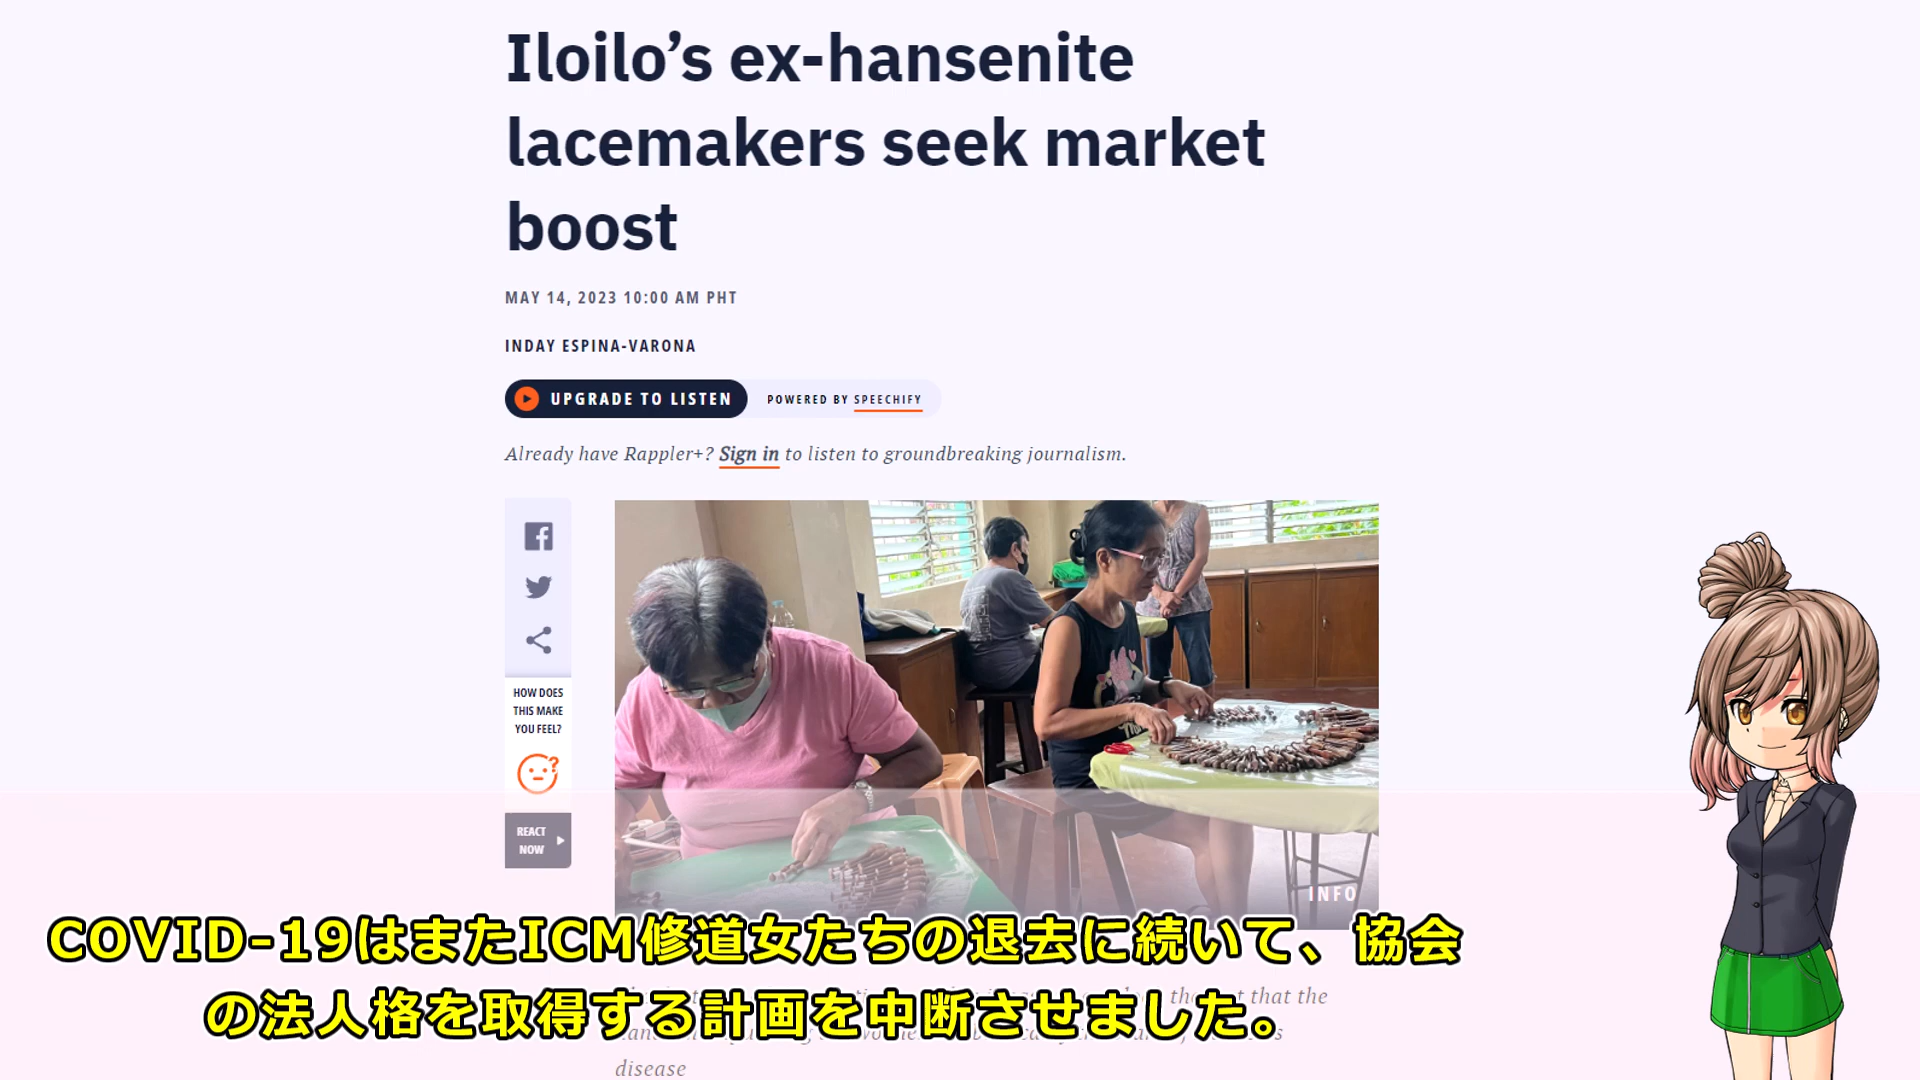 Iloilo’s ex-hansenite
lacemakers seek market
boost
MAY 14, 2023 10:00 AM PHT
INDAY ESPINA-VARONA
UPGRADE TO LISTEN
POWERED BY SPEECHIFY
Already have Rappler+? Sign in to listen to groundbreaking journalism.
HOW DOES
THIS MAKE
YOU FEEL?
REACT
NOW
INFO
COVID-19はまたICM修道女たちの退去に続いて、協会
の法人格を取得する計画を中断させました。
that the
disease